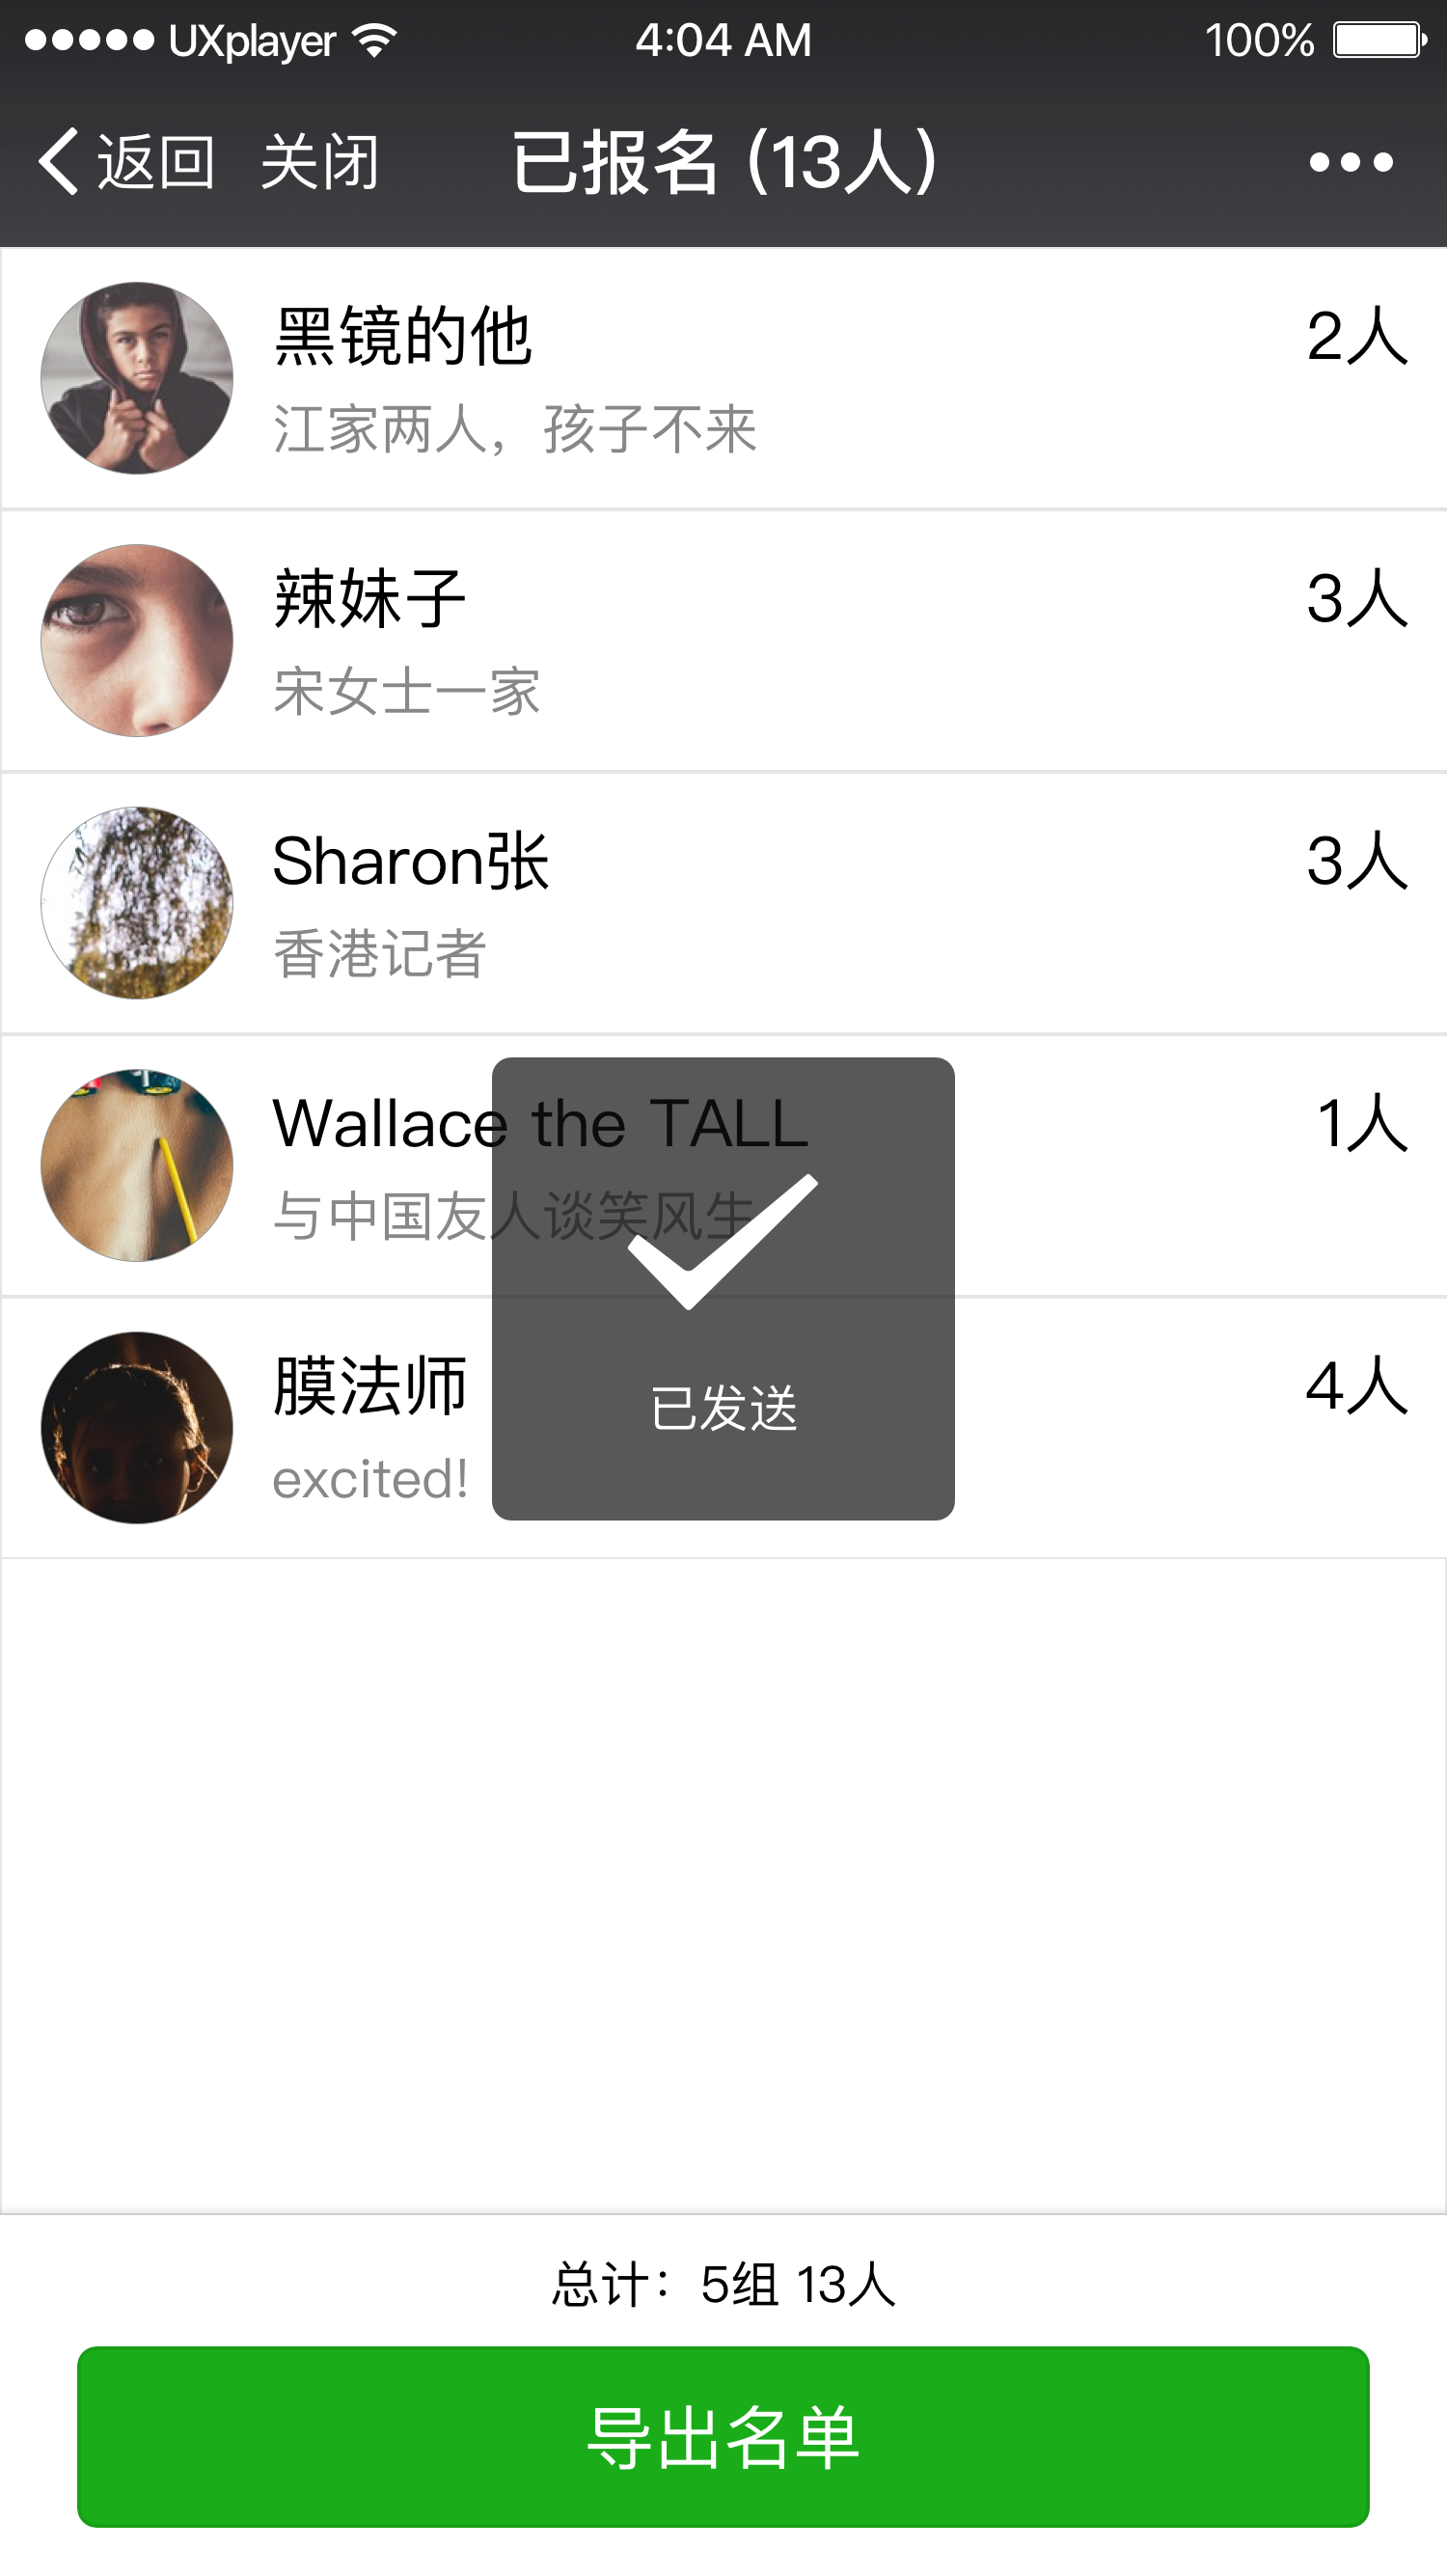 UXplayer 4:04 AM 100%
返回 关闭 已报名 (13人)
黑镜的他 2人
江家两人，孩子不来
辣妹子 3人
宋女士一家
Sharon张 3人
香港记者
Wallace the TALL 1人
与中国友人谈笑风生
膜法师 4人
excited!
已发送
总计：5组 13人
导出名单